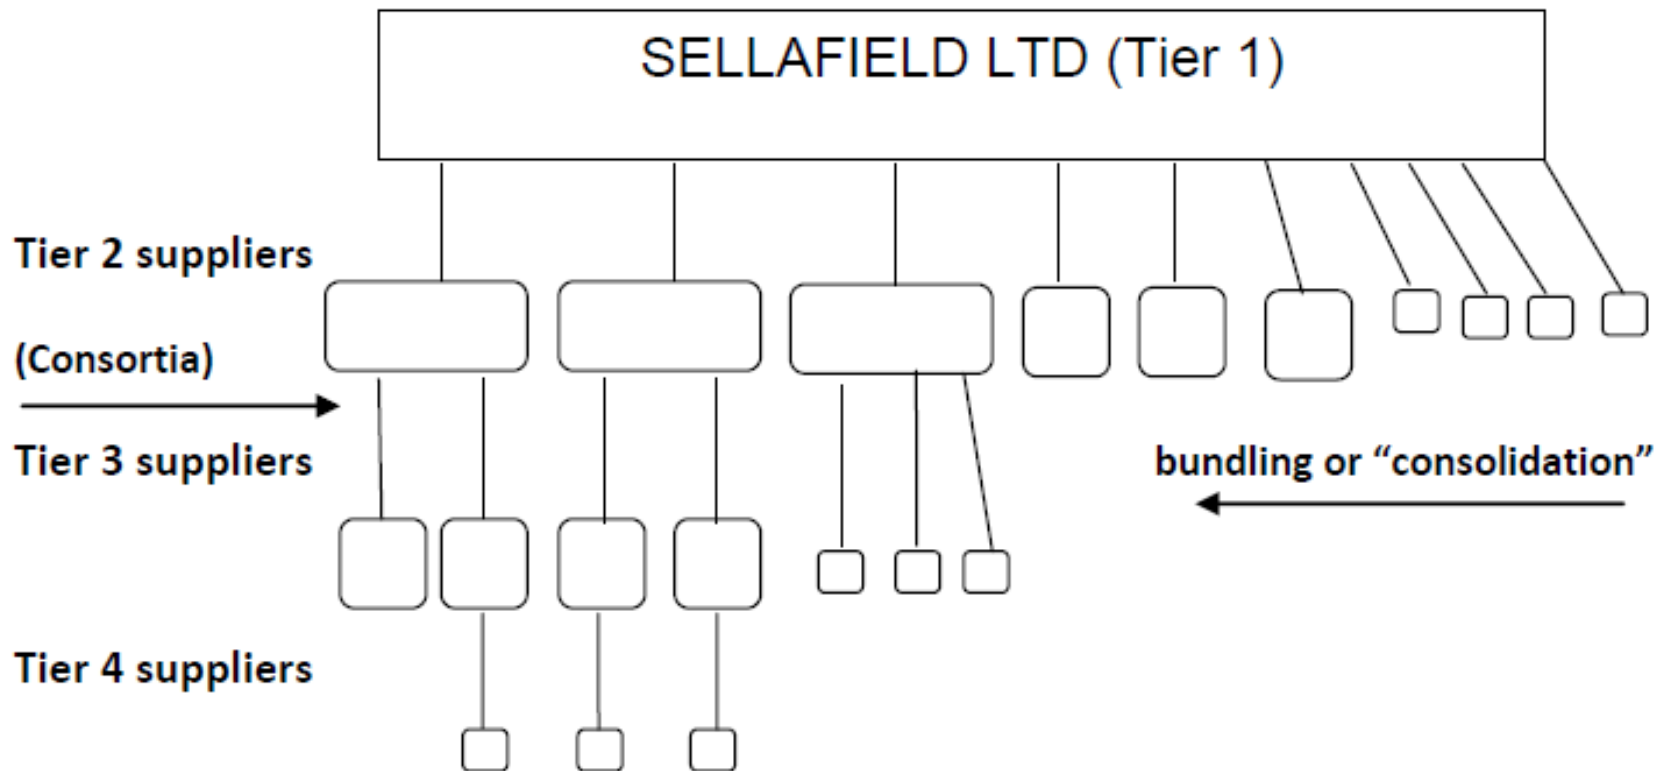 SELLAFIELD LTD (Tier 1)
Tier 2 suppliers
(Consortia)
Tier 3 suppliers
bundling or “consolidation”
Tier 4 suppliers